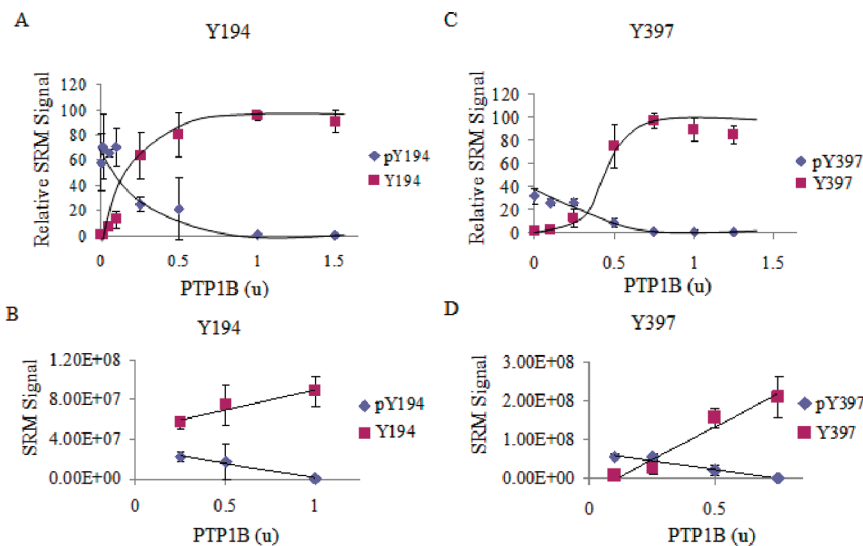 A
Y194
Relative SRM Signal
120
100
80
60
40
20
0
0
0.5
1
1.5
PTP1B (u)
pY194
Y194
C
Y397
Relative SRM Signal
120
100
80
60
40
20
0
0
0.5
1
1.5
PTP1B (u)
pY397
Y397
B
Y194
SRM Signal
1.20E+08
8.00E+07
4.00E+07
0.00E+00
0
0.5
1
PTP1B (u)
pY194
Y194
D
Y397
SRM Signal
3.00E+08
2.00E+08
1.00E+08
0.00E+00
0
0.5
PTP1B (u)
pY397
Y397